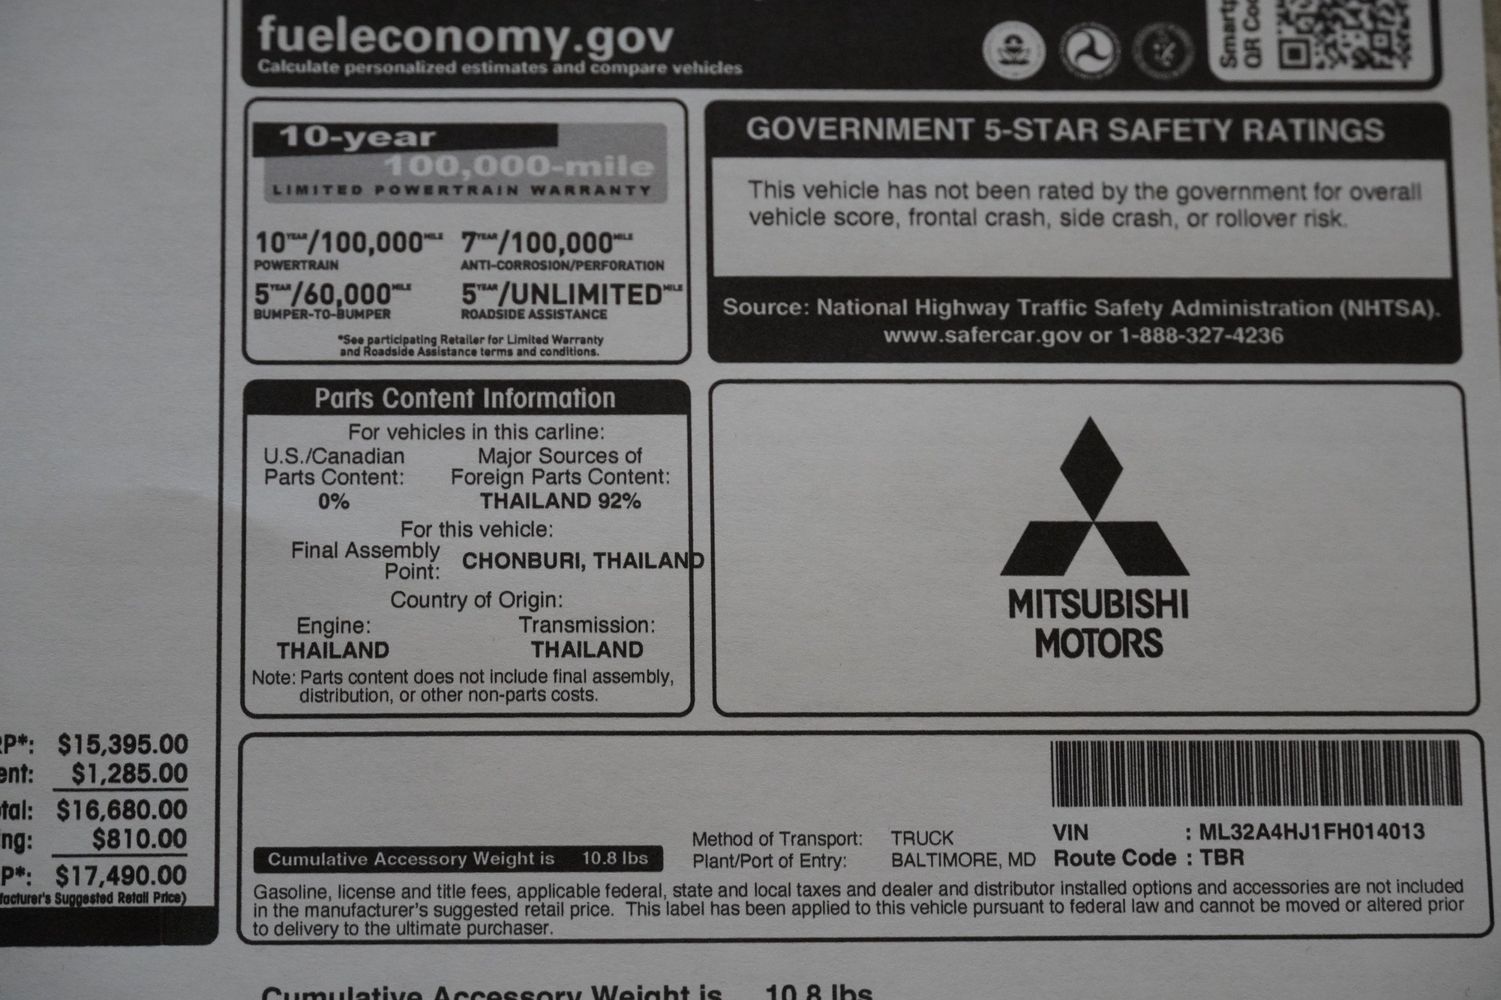 fueleconomy.gov
Calculate personalized estimates and compare vehicles
10-year
100,000-mile
LIMITED POWERTRAIN WARRANTY
10YEAR/100,000MILE 7YEAR/100,000MILE
POWERTRAIN ANTI-CORROSION/PERFORATION
5YEAR/60,000MILE 5YEAR/UNLIMITEDMILE
BUMPER-TO-BUMPER ROADSIDE ASSISTANCE
*See participating Retailer for Limited Warranty
and Roadside Assistance terms and conditions.
GOVERNMENT 5-STAR SAFETY RATINGS
This vehicle has not been rated by the government for overall
vehicle score, frontal crash, side crash, or rollover risk.
Source: National Highway Traffic Safety Administration (NHTSA).
www.safercar.gov or 1-888-327-4236
Parts Content Information
For vehicles in this carline:
U.S./Canadian Major Sources of
Parts Content: Foreign Parts Content:
0% THAILAND 92%
For this vehicle:
Final Assembly
Point: CHONBURI, THAILAND
Country of Origin:
Engine: Transmission:
THAILAND THAILAND
Note: Parts content does not include final assembly,
distribution, or other non-parts costs.
MITSUBISHI
MOTORS
P*: $15,395.00
ent: $1,285.00
tal: $16,680.00
ng: $810.00
P*: $17,490.00
facturer's Suggested Retail Price)
Cumulative Accessory Weight is 10.8 lbs
Method of Transport: TRUCK
Plant/Port of Entry: BALTIMORE, MD
VIN : ML32A4HJ1FH014013
Route Code : TBR
Gasoline, license and title fees, applicable federal, state and local taxes and dealer and distributor installed options and accessories are not included
in the manufacturer's suggested retail price. This label has been applied to this vehicle pursuant to federal law and cannot be moved or altered prior
to delivery to the ultimate purchaser.
Cumulative Accessory Weight is 10.8 lbs